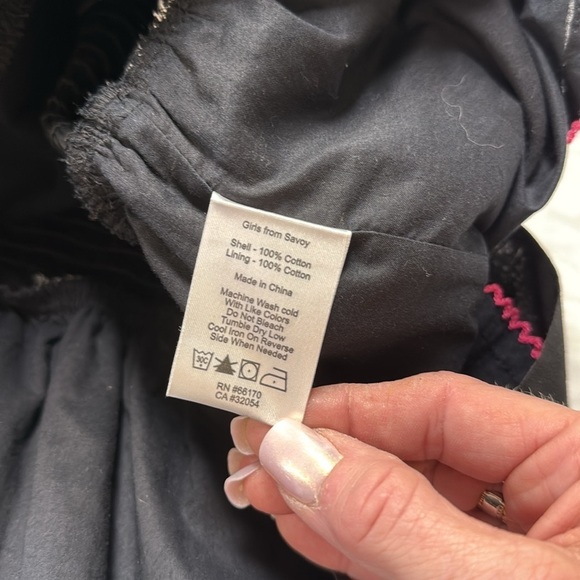 Girls from Savoy
Shell - 100% Cotton
Lining - 100% Cotton
Made in China
Machine Wash cold
With Like Colors
Do Not Bleach
Tumble Dry Low
Cool Iron On Reverse
Side When Needed
30C
RN #66170
CA #32054